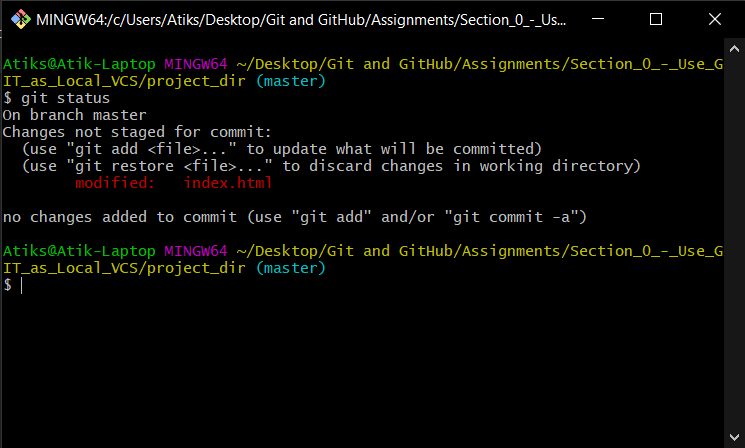 MINGW64:/c/Users/Atiks/Desktop/Git and GitHub/Assignments/Section_0_-_Us...
Atiks@Atik-Laptop MINGW64 ~/Desktop/Git and GitHub/Assignments/Section_0_-_Use_G
IT_as_Local_VCS/project_dir (master)
$ git status
On branch master
Changes not staged for commit:
  (use "git add <file>..." to update what will be committed)
  (use "git restore <file>..." to discard changes in working directory)
        modified:   index.html
no changes added to commit (use "git add" and/or "git commit -a")
Atiks@Atik-Laptop MINGW64 ~/Desktop/Git and GitHub/Assignments/Section_0_-_Use_G
IT_as_Local_VCS/project_dir (master)
$